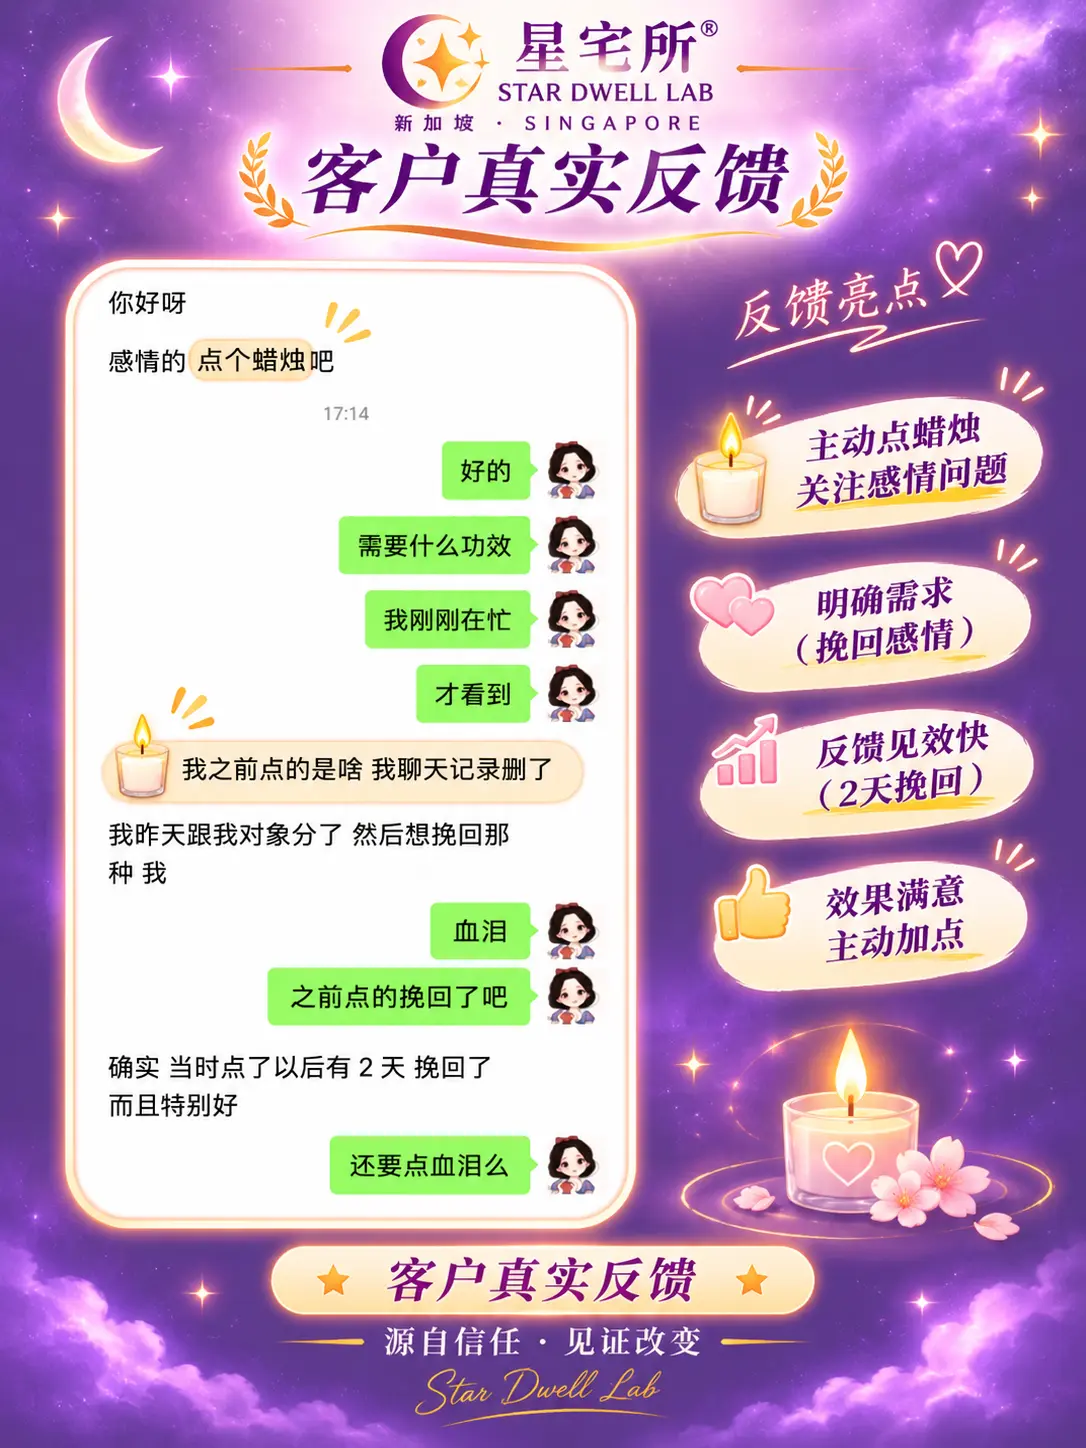 星宅所®
STAR DWELL LAB
新加坡 · SINGAPORE
客户真实反馈
你好呀
感情的 点个蜡烛吧
17:14
好的
需要什么功效
我刚刚在忙
才看到
我之前点的是啥 我聊天记录删了
我昨天跟我对象分了 然后想挽回那
种 我
血泪
之前点的挽回了吧
确实 当时点了以后有 2 天 挽回了
而且特别好
还要点血泪么
反馈亮点
主动点蜡烛
关注感情问题
明确需求
（挽回感情）
反馈见效快
（2天挽回）
效果满意
主动加点
客户真实反馈
源自信任 · 见证改变
Star Dwell Lab